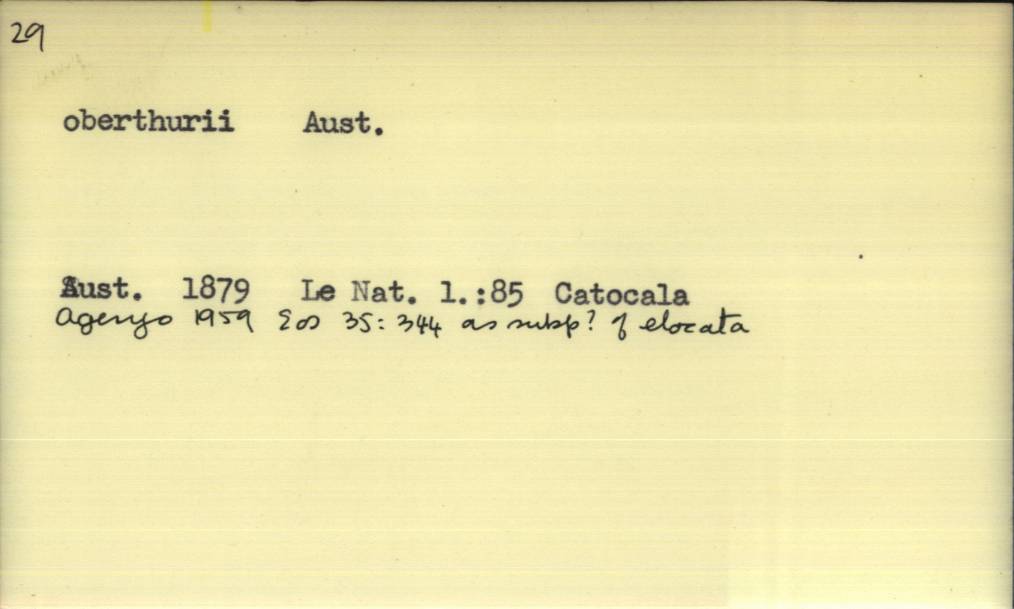 29
oberthurii Aust.
Aust. 1879 Le Nat. 1.:85 Catocala
Agenjo 1959 Eos 35: 344 as subsp? of elocata